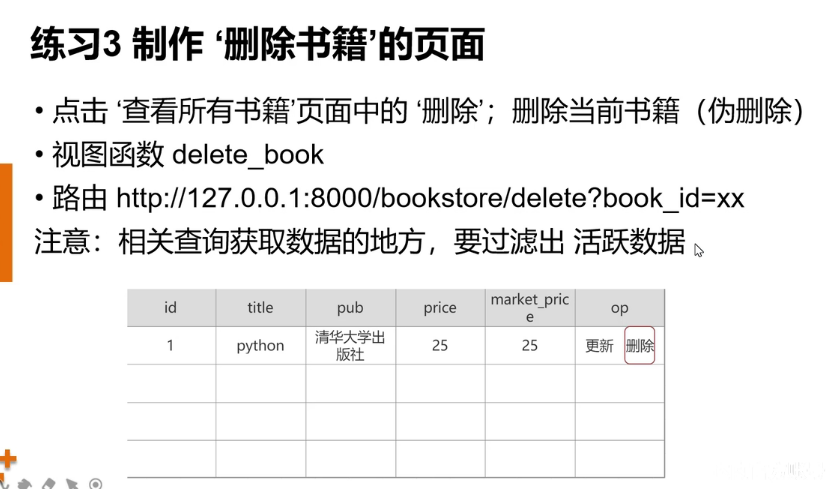 练习3 制作 ‘删除书籍’的页面
• 点击 ‘查看所有书籍’页面中的 ‘删除’；删除当前书籍（伪删除）
• 视图函数 delete_book
• 路由 http://127.0.0.1:8000/bookstore/delete?book_id=xx
注意：相关查询获取数据的地方，要过滤出 活跃数据
id title pub price market_pric
e op
1 python 清华大学出
版社 25 25 更新 删除